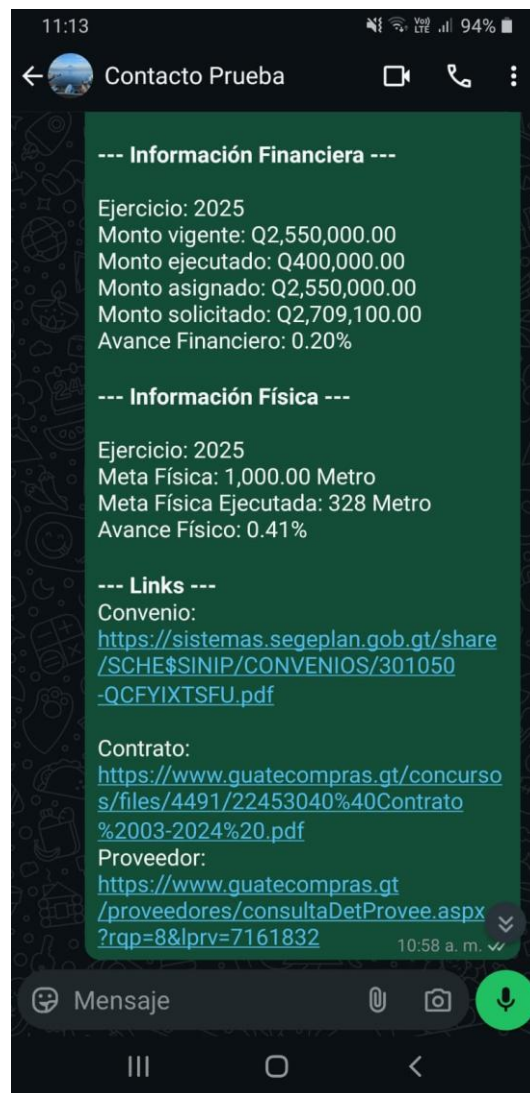 11:13
Vo)) LTE 94%
Contacto Prueba
--- Información Financiera ---
Ejercicio: 2025
Monto vigente: Q2,550,000.00
Monto ejecutado: Q400,000.00
Monto asignado: Q2,550,000.00
Monto solicitado: Q2,709,100.00
Avance Financiero: 0.20%
--- Información Física ---
Ejercicio: 2025
Meta Física: 1,000.00 Metro
Meta Física Ejecutada: 328 Metro
Avance Físico: 0.41%
--- Links ---
Convenio:
https://sistemas.segeplan.gob.gt/share
/SCHE$SINIP/CONVENIOS/301050
-QCFYIXTSFU.pdf
Contrato:
https://www.guatecompras.gt/concurso
s/files/4491/22453040%40Contrato
%2003-2024%20.pdf
Proveedor:
https://www.guatecompras.gt
/proveedores/consultaDetProvee.aspx
?rqp=8&lprv=7161832
10:58 a. m.
Mensaje